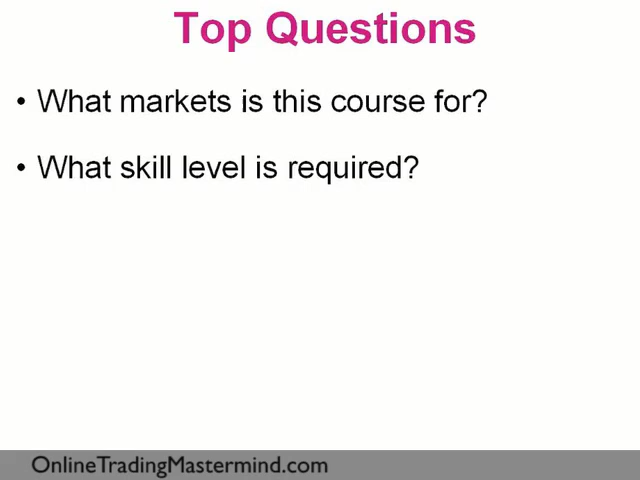 Top Questions
• What markets is this course for?
• What skill level is required?
OnlineTradingMastermind.com